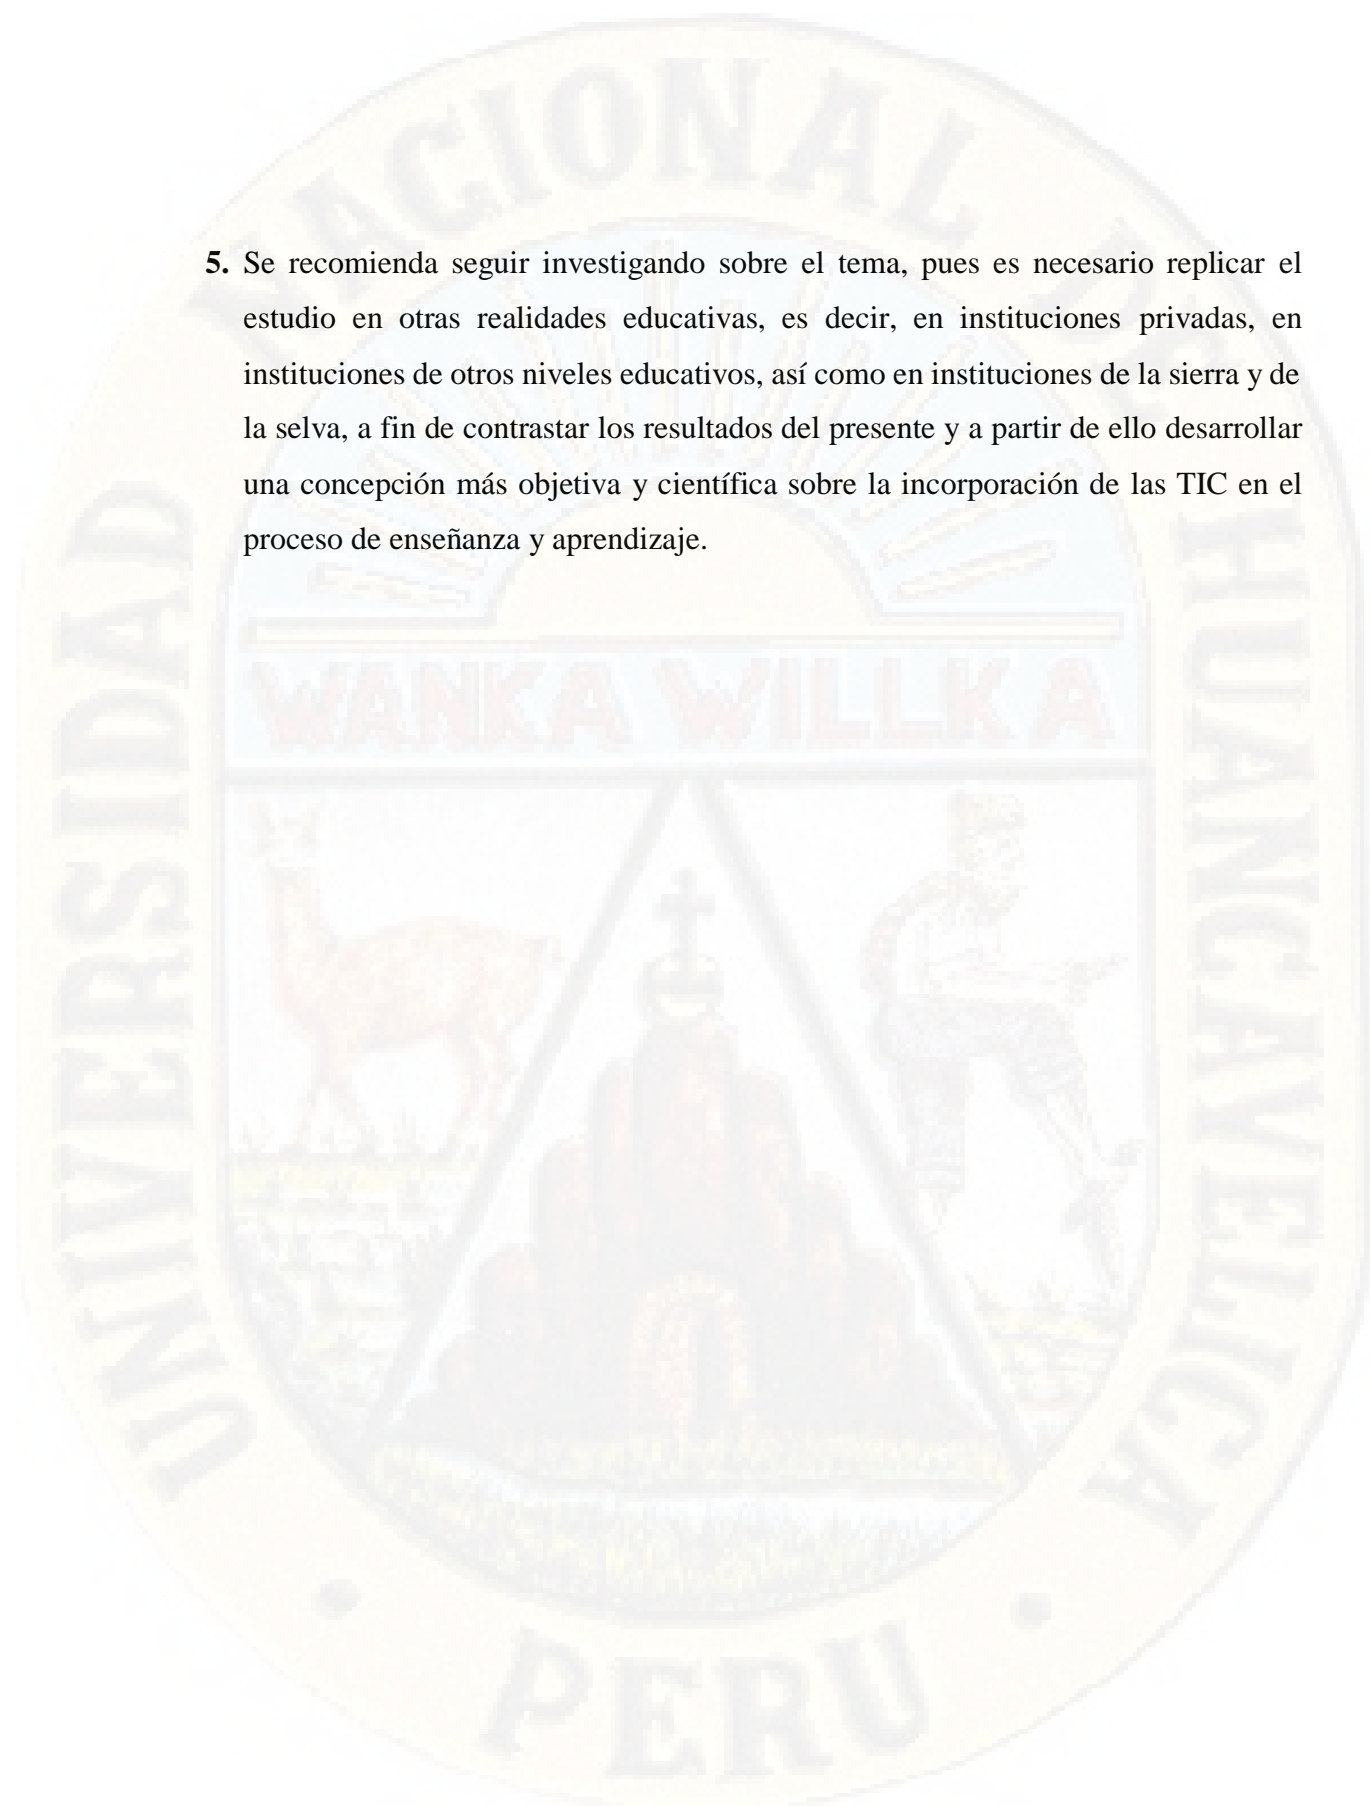 5. Se recomienda seguir investigando sobre el tema, pues es necesario replicar el
estudio en otras realidades educativas, es decir, en instituciones privadas, en
instituciones de otros niveles educativos, así como en instituciones de la sierra y de
la selva, a fin de contrastar los resultados del presente y a partir de ello desarrollar
una concepción más objetiva y científica sobre la incorporación de las TIC en el
proceso de enseñanza y aprendizaje.
UNIVERSIDAD NACIONAL DE HUANCAVELICA
WANKA WILLKA
• PERU •